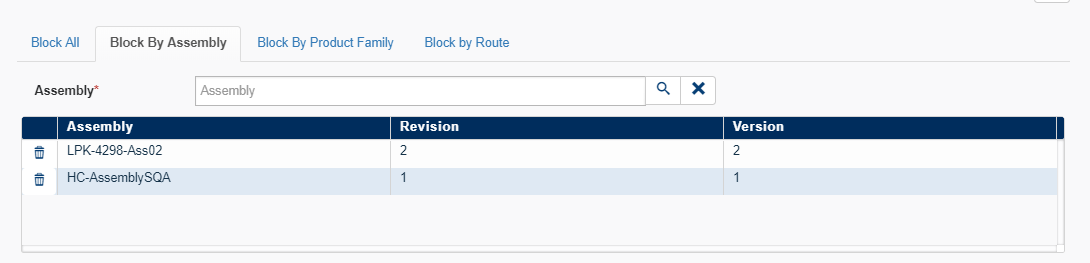 Block All Block By Assembly Block By Product Family Block by Route
Assembly* Assembly
Assembly Revision Version
LPK-4298-Ass02 2 2
HC-AssemblySQA 1 1